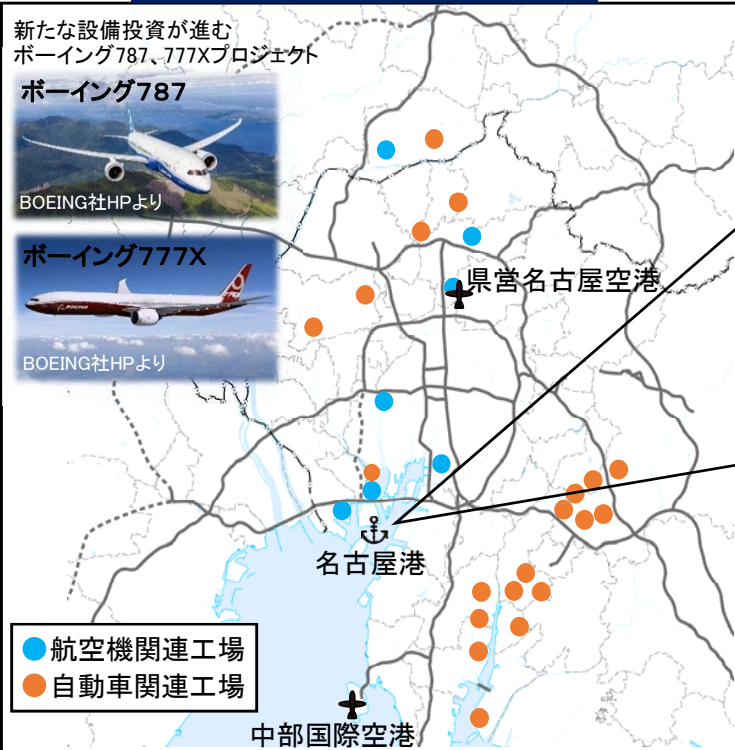 新たな設備投資が進む
ボーイング787、777Xプロジェクト
ボーイング787
BOEING社HPより
ボーイング777X
BOEING社HPより
県営名古屋空港
名古屋港
航空機関連工場
自動車関連工場
中部国際空港